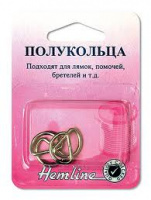 ПОЛУКОЛЬЦА
Подходят для лямок, помочей,
бретелей и т.д.
Hemline